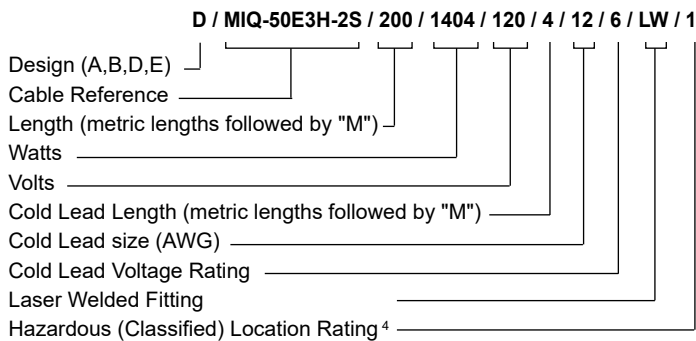 D / MIQ-50E3H-2S / 200 / 1404 / 120 / 4 / 12 / 6 / LW / 1
Design (A,B,D,E)
Cable Reference
Length (metric lengths followed by "M")
Watts
Volts
Cold Lead Length (metric lengths followed by "M")
Cold Lead size (AWG)
Cold Lead Voltage Rating
Laser Welded Fitting
Hazardous (Classified) Location Rating 4